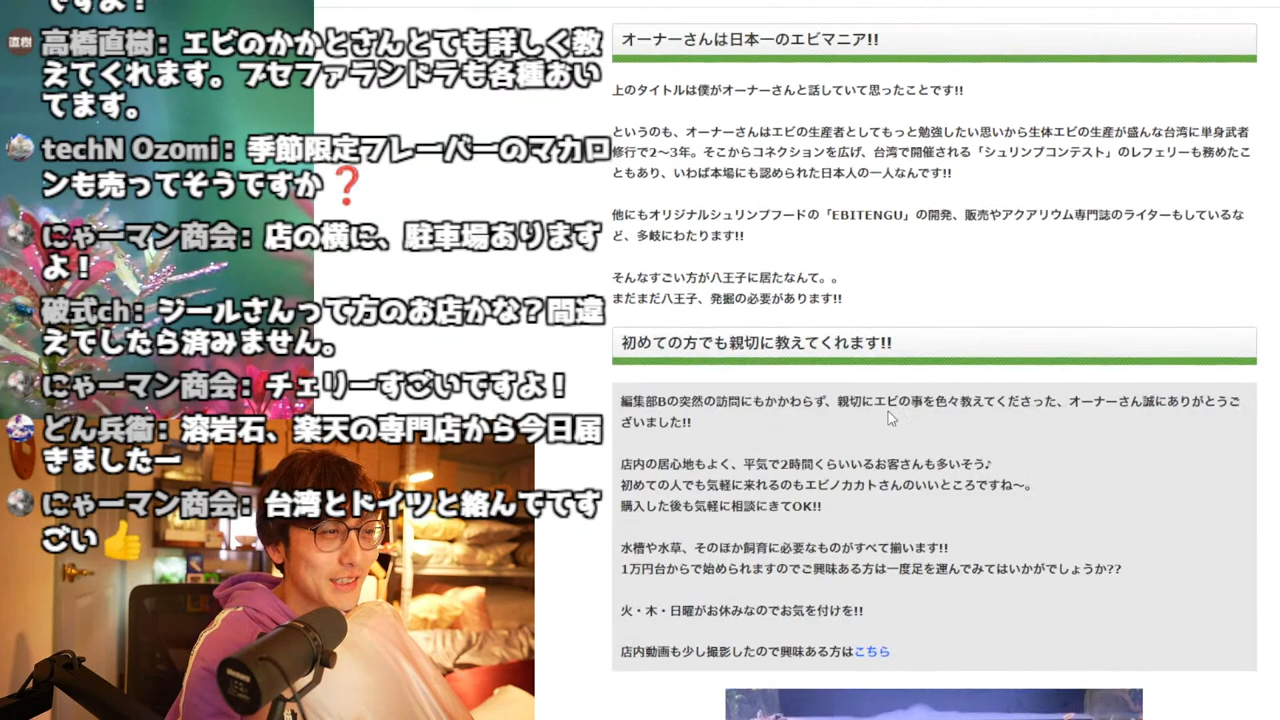 ですよ！
高橋直樹：エビのかかとさんとても詳しく教
えてくれます。ブセファランドラも各種おい
てます。
techN Ozomi：季節限定フレーバーのマカロ
ンも売ってそうですか❓
にゃーマン商会：店の横に、駐車場あります
よ！
破式ch：ジールさんって方のお店かな？間違
えでしたら済みません。
にゃーマン商会：チェリーすごいですよ！
どん兵衛：溶岩石、楽天の専門店から今日届
きましたー
にゃーマン商会：台湾とドイツと絡んでてす
ごい👍
オーナーさんは日本一のエビマニア!!
上のタイトルは僕がオーナーさんと話していて思ったことです!!
というのも、オーナーさんはエビの生産者としてもっと勉強したい思いから生体エビの生産が盛んな台湾に単身武者
修行で2～3年。そこからコネクションを広げ、台湾で開催される「シュリンプコンテスト」のレフェリーも務めたこ
ともあり、いわば本場にも認められた日本人の一人なんです!!
他にもオリジナルシュリンプフードの「EBITENGU」の開発、販売やアクアリウム専門誌のライターもしているな
ど、多岐にわたります!!
そんなすごい方が八王子に居たなんて。。
まだまだ八王子、発掘の必要があります!!
初めての方でも親切に教えてくれます!!
編集部Bの突然の訪問にもかかわらず、親切にエビの事を色々教えてくださった、オーナーさん誠にありがとうご
ざいました!!
店内の居心地もよく、平気で2時間くらいいるお客さんも多いそう♪
初めての人でも気軽に来れるのもエビノカカトさんのいいところですね〜。
購入した後も気軽に相談にきてOK!!
水槽や水草、そのほか飼育に必要なものがすべて揃います!!
1万円台からで始められますのでご興味ある方は一度足を運んでみてはいかがでしょうか??
火・木・日曜がお休みなのでお気を付けを!!
店内動画も少し撮影したので興味ある方はこちら